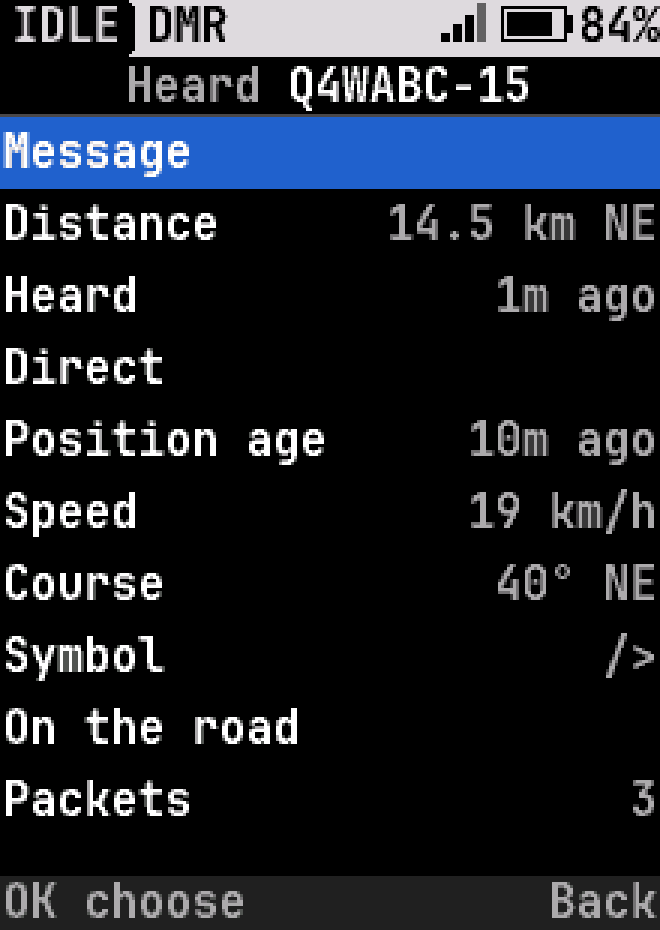 IDLE DMR 84%
Heard Q4WABC-15
Message
Distance 14.5 km NE
Heard 1m ago
Direct
Position age 10m ago
Speed 19 km/h
Course 40° NE
Symbol />
On the road
Packets 3
OK choose Back